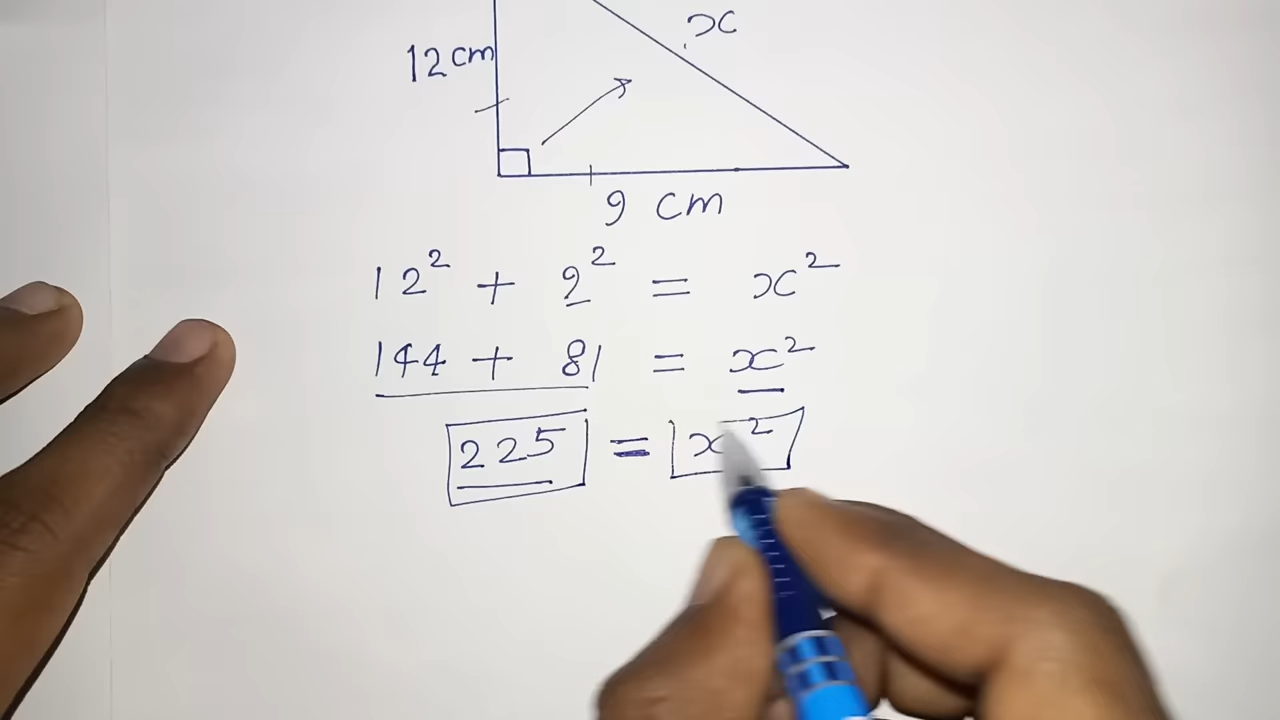 x
12 cm
9 cm
12² + 9² = x²
144 + 81 = x²
225 = x²